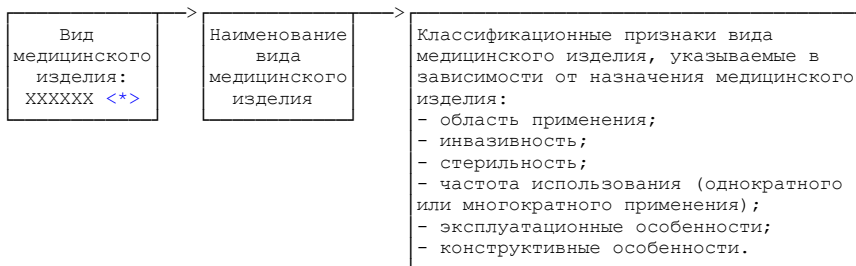 Вид
медицинского
изделия:
XXXXXX <*>
Наименование
вида
медицинского
изделия
Классификационные признаки вида
медицинского изделия, указываемые в
зависимости от назначения медицинского
изделия:
- область применения;
- инвазивность;
- стерильность;
- частота использования (однократного
или многократного применения);
- эксплуатационные особенности;
- конструктивные особенности.